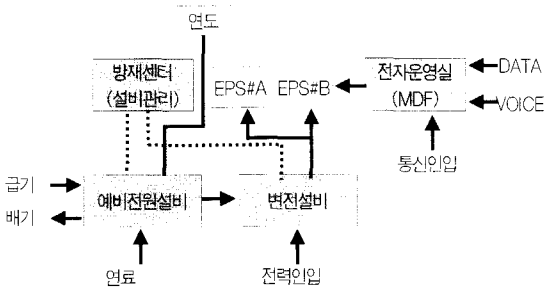 연도
방재센터
(설비관리)
EPS#A
EPS#B
전자운영실
(MDF)
DATA
VOICE
통신인입
급기
배기
예비전원설비
변전설비
연료
전력인입